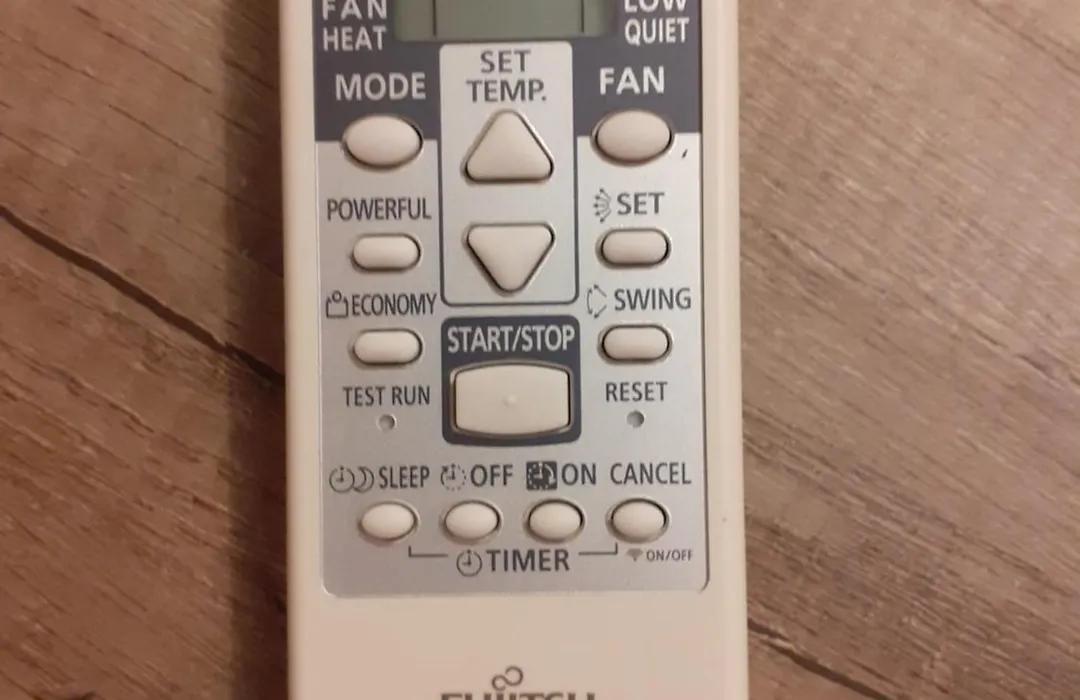 FAN
HEAT
LOW
QUIET
MODE
SET
TEMP.
FAN
POWERFUL
SET
ECONOMY
SWING
START/STOP
TEST RUN
RESET
SLEEP
OFF
ON
CANCEL
TIMER
ON/OFF
FUJITSU